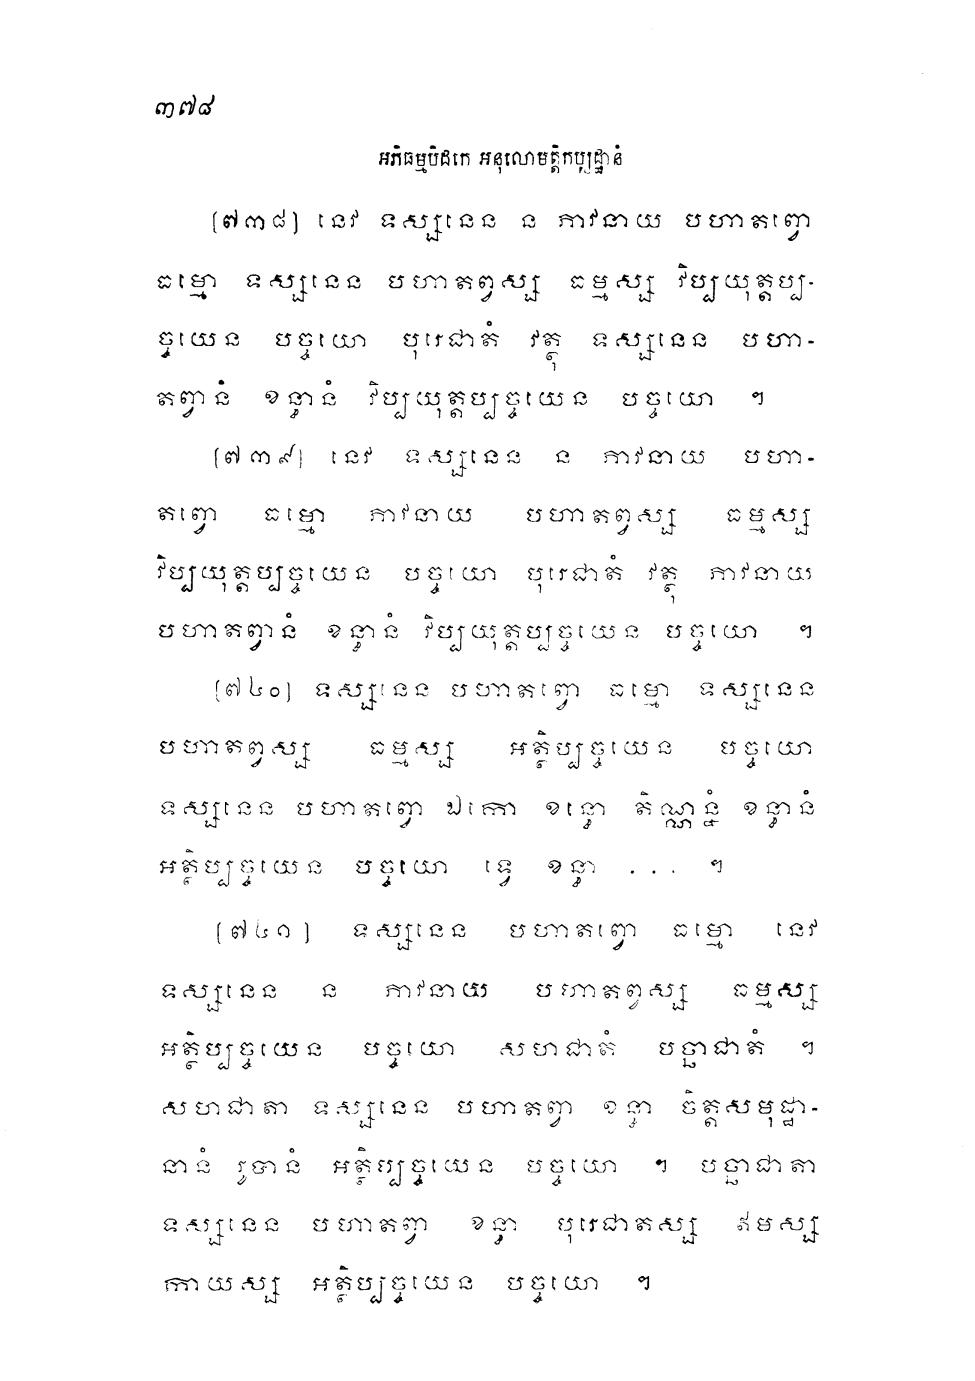 ៣៧៨
អភិធម្មបិដកេ អនុលោមត្តិកប្បដ្ឋានំ
[៧៣៨] នេវ ទស្សនេន ន ភាវនាយ បហាតព្វោ
ធម្មោ ទស្សនេន បហាតព្វស្ស ធម្មស្ស វិប្បយុត្តប្ប-
ច្ចយេន បច្ចយោ បុរេជាតំ វត្ថុ ទស្សនេន បហា-
តព្វានំ ខន្ធានំ វិប្បយុត្តប្បច្ចយេន បច្ចយោ ។
[៧៣៩] នេវ ទស្សនេន ន ភាវនាយ បហា-
តព្វោ ធម្មោ ភាវនាយ បហាតព្វស្ស ធម្មស្ស
វិប្បយុត្តប្បច្ចយេន បច្ចយោ បុរេជាតំ វត្ថុ ភាវនាយ
បហាតព្វានំ ខន្ធានំ វិប្បយុត្តប្បច្ចយេន បច្ចយោ ។
[៧៤០] ទស្សនេន បហាតព្វោ ធម្មោ ទស្សនេន
បហាតព្វស្ស ធម្មស្ស អត្ថិប្បច្ចយេន បច្ចយោ
ទស្សនេន បហាតព្វោ ឯកោ ខន្ធោ តិណ្ណន្នំ ខន្ធានំ
អត្ថិប្បច្ចយេន បច្ចយោ ទ្វេ ខន្ធា ... ។
[៧៤១] ទស្សនេន បហាតព្វោ ធម្មោ នេវ
ទស្សនេន ន ភាវនាយ បហាតព្វស្ស ធម្មស្ស
អត្ថិប្បច្ចយេន បច្ចយោ សហជាតំ បច្ឆាជាតំ ។
សហជាតា ទស្សនេន បហាតព្វា ខន្ធា ចិត្តសមុដ្ឋា-
នានំ រូបានំ អត្ថិប្បច្ចយេន បច្ចយោ ។ បច្ឆាជាតា
ទស្សនេន បហាតព្វា ខន្ធា បុរេជាតស្ស ឥមស្ស
កាយស្ស អត្ថិប្បច្ចយេន បច្ចយោ ។